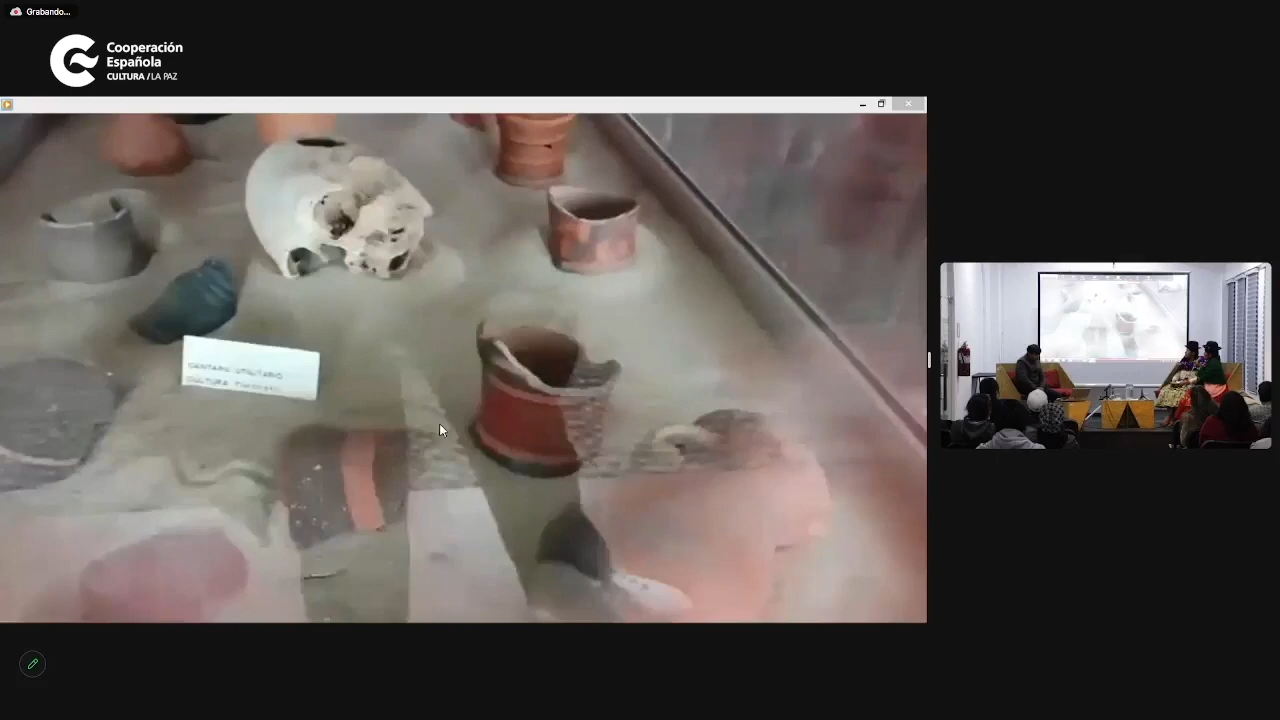 Grabando...
Cooperación
Española
CULTURA / LA PAZ
CANTARO UTILITARIO
CULTURA